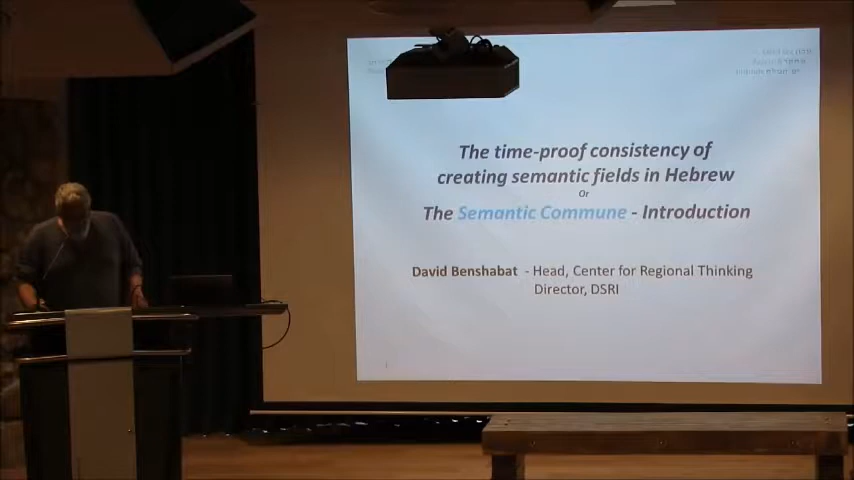 The time-proof consistency of
creating semantic fields in Hebrew
Or
The Semantic Commune - Introduction
David Benshabat - Head, Center for Regional Thinking
Director, DSRI